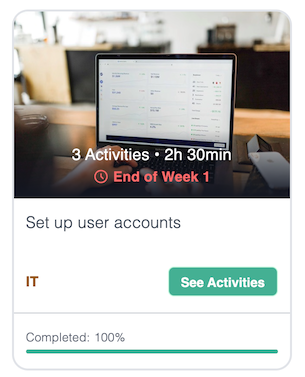 3 Activities • 2h 30min
End of Week 1
Set up user accounts
IT
See Activities
Completed: 100%